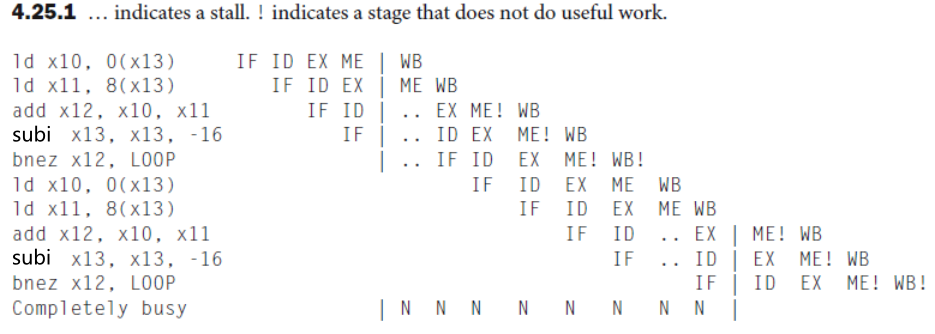 4.25.1 … indicates a stall. ! indicates a stage that does not do useful work.
ld x10, 0(x13) IF ID EX ME | WB
ld x11, 8(x13) IF ID EX | ME WB
add x12, x10, x11 IF ID | .. EX ME! WB
subi x13, x13, -16 IF | .. ID EX ME! WB
bnez x12, LOOP | .. IF ID EX ME! WB!
ld x10, 0(x13) IF ID EX ME WB
ld x11, 8(x13) IF ID EX ME WB
add x12, x10, x11 IF ID .. EX | ME! WB
subi x13, x13, -16 IF .. ID | EX ME! WB
bnez x12, LOOP IF | ID EX ME! WB!
Completely busy | N N N N N N N N |